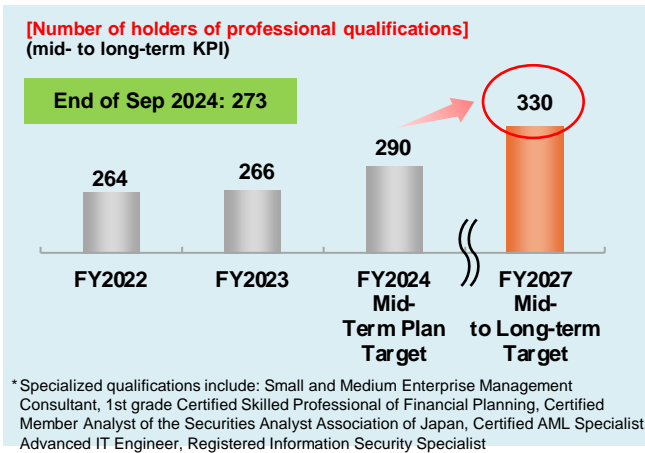 [Number of holders of professional qualifications]
(mid- to long-term KPI)
End of Sep 2024: 273
264
266
290
330
FY2022
FY2023
FY2024
Mid-
Term Plan
Target
FY2027
Mid-
to Long-term
Target
* Specialized qualifications include: Small and Medium Enterprise Management
Consultant, 1st grade Certified Skilled Professional of Financial Planning, Certified
Member Analyst of the Securities Analyst Association of Japan, Certified AML Specialist
Advanced IT Engineer, Registered Information Security Specialist